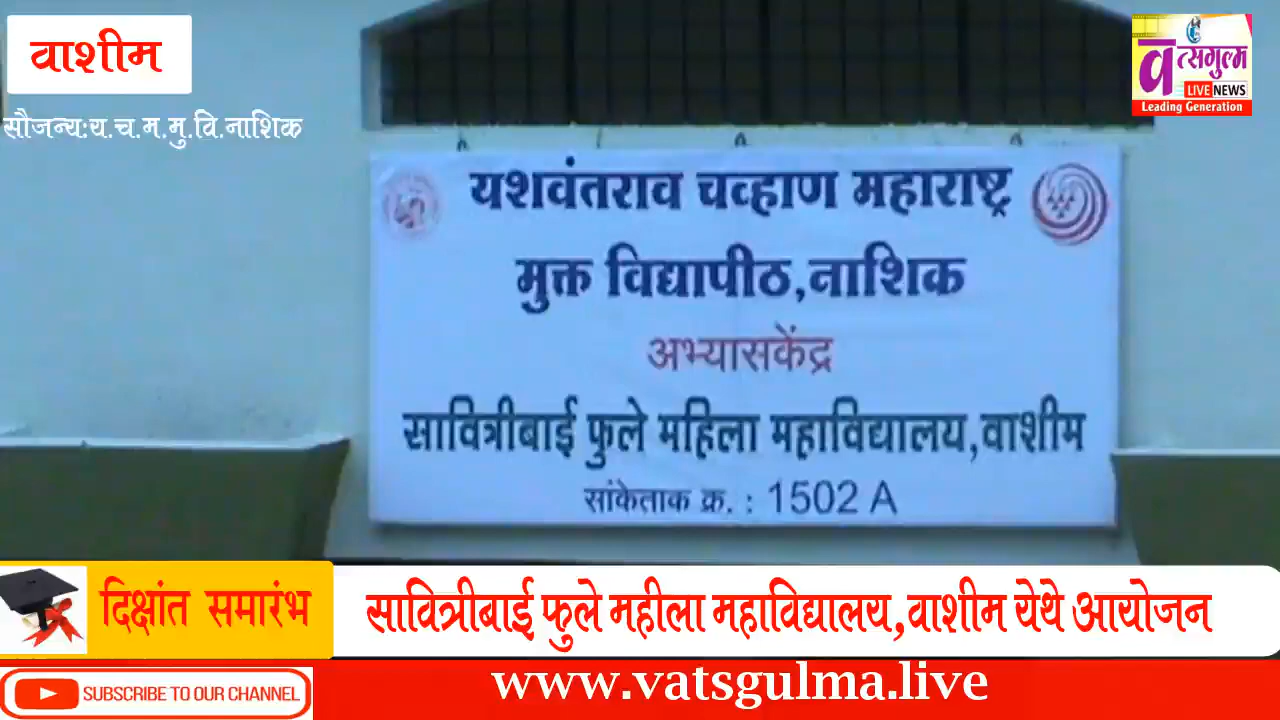 वाशीम
सौजन्य:य.च.म.मु.वि.नाशिक
वत्सगुल्म
LIVE NEWS
Leading Generation
यशवंतराव चव्हाण महाराष्ट्र
मुक्त विद्यापीठ,नाशिक
अभ्यासकेंद्र
सावित्रीबाई फुले महिला महाविद्यालय,वाशीम
सांकेताक क्र. : 1502 A
दिक्षांत समारंभ
सावित्रीबाई फुले महीला महाविद्यालय,वाशीम येथे आयोजन
SUBSCRIBE TO OUR CHANNEL
www.vatsgulma.live